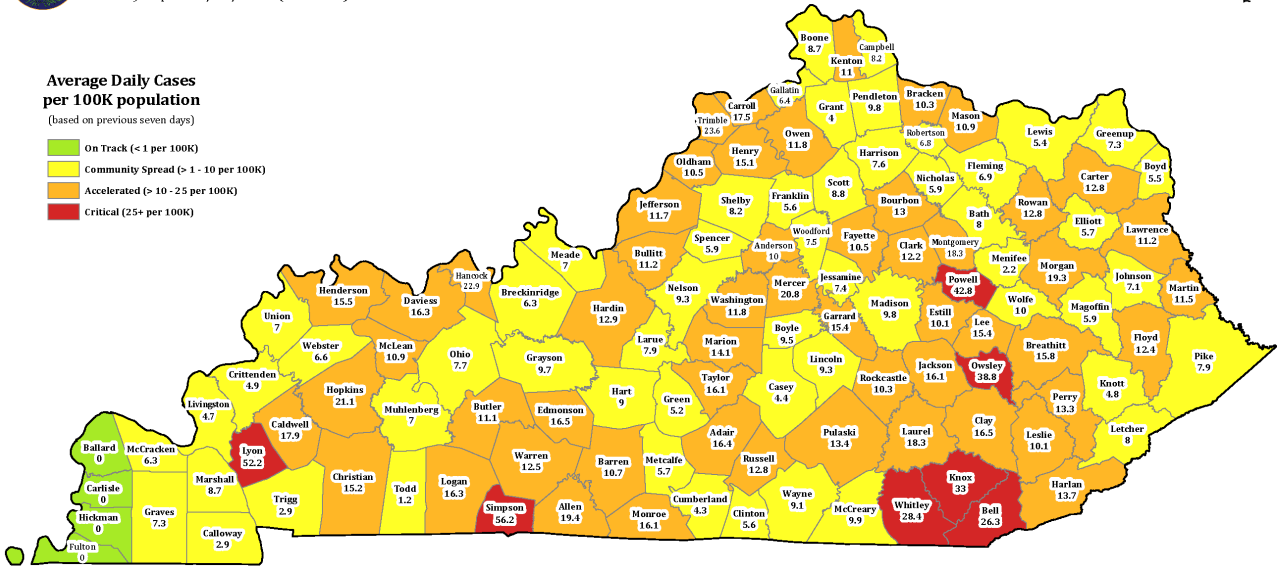 Average Daily Cases
per 100K population
(based on previous seven days)
On Track (< 1 per 100K)
Community Spread (> 1 - 10 per 100K)
Accelerated (> 10 - 25 per 100K)
Critical (25+ per 100K)
Boone
8.7
Kenton
11
Campbell
8.2
Gallatin
6.4
Grant
4
Pendleton
9.8
Bracken
10.3
Mason
10.9
Carroll
17.5
Trimble
23.6
Owen
11.8
Robertson
6.8
Lewis
5.4
Greenup
7.3
Henry
15.1
Oldham
10.5
Harrison
7.6
Fleming
6.9
Boyd
5.5
Carter
12.8
Nicholas
5.9
Scott
8.8
Franklin
5.6
Shelby
8.2
Jefferson
11.7
Bourbon
13
Rowan
12.8
Bath
8
Elliott
5.7
Lawrence
11.2
Spencer
5.9
Woodford
7.5
Fayette
10.5
Anderson
10
Clark
12.2
Montgomery
18.3
Bullitt
11.2
Meade
7
Menifee
2.2
Morgan
19.3
Johnson
7.1
Martin
11.5
Powell
42.8
Jessamine
7.4
Mercer
20.8
Nelson
9.3
Washington
11.8
Hancock
22.9
Breckinridge
6.3
Henderson
15.5
Daviess
16.3
Hardin
12.9
Madison
9.8
Wolfe
10
Magoffin
5.9
Estill
10.1
Garrard
15.4
Lee
15.4
Union
7
Boyle
9.5
Larue
7.9
Marion
14.1
Floyd
12.4
Breathitt
15.8
Pike
7.9
Webster
6.6
McLean
10.9
Ohio
7.7
Grayson
9.7
Lincoln
9.3
Jackson
16.1
Owsley
38.8
Rockcastle
10.3
Taylor
16.1
Crittenden
4.9
Hopkins
21.1
Hart
9
Green
5.2
Casey
4.4
Knott
4.8
Perry
13.3
Livingston
4.7
Muhlenberg
7
Butler
11.1
Edmonson
16.5
Caldwell
17.9
Adair
16.4
Pulaski
13.4
Laurel
18.3
Clay
16.5
Leslie
10.1
Letcher
8
Ballard
0
McCracken
6.3
Lyon
52.2
Warren
12.5
Barren
10.7
Metcalfe
5.7
Russell
12.8
Knox
33
Harlan
13.7
Carlisle
0
Marshall
8.7
Christian
15.2
Todd
1.2
Logan
16.3
Trigg
2.9
Wayne
9.1
Cumberland
4.3
Hickman
0
Graves
7.3
Simpson
56.2
Allen
19.4
Monroe
16.1
Clinton
5.6
McCreary
9.9
Whitley
28.4
Bell
26.3
Calloway
2.9
Fulton
0